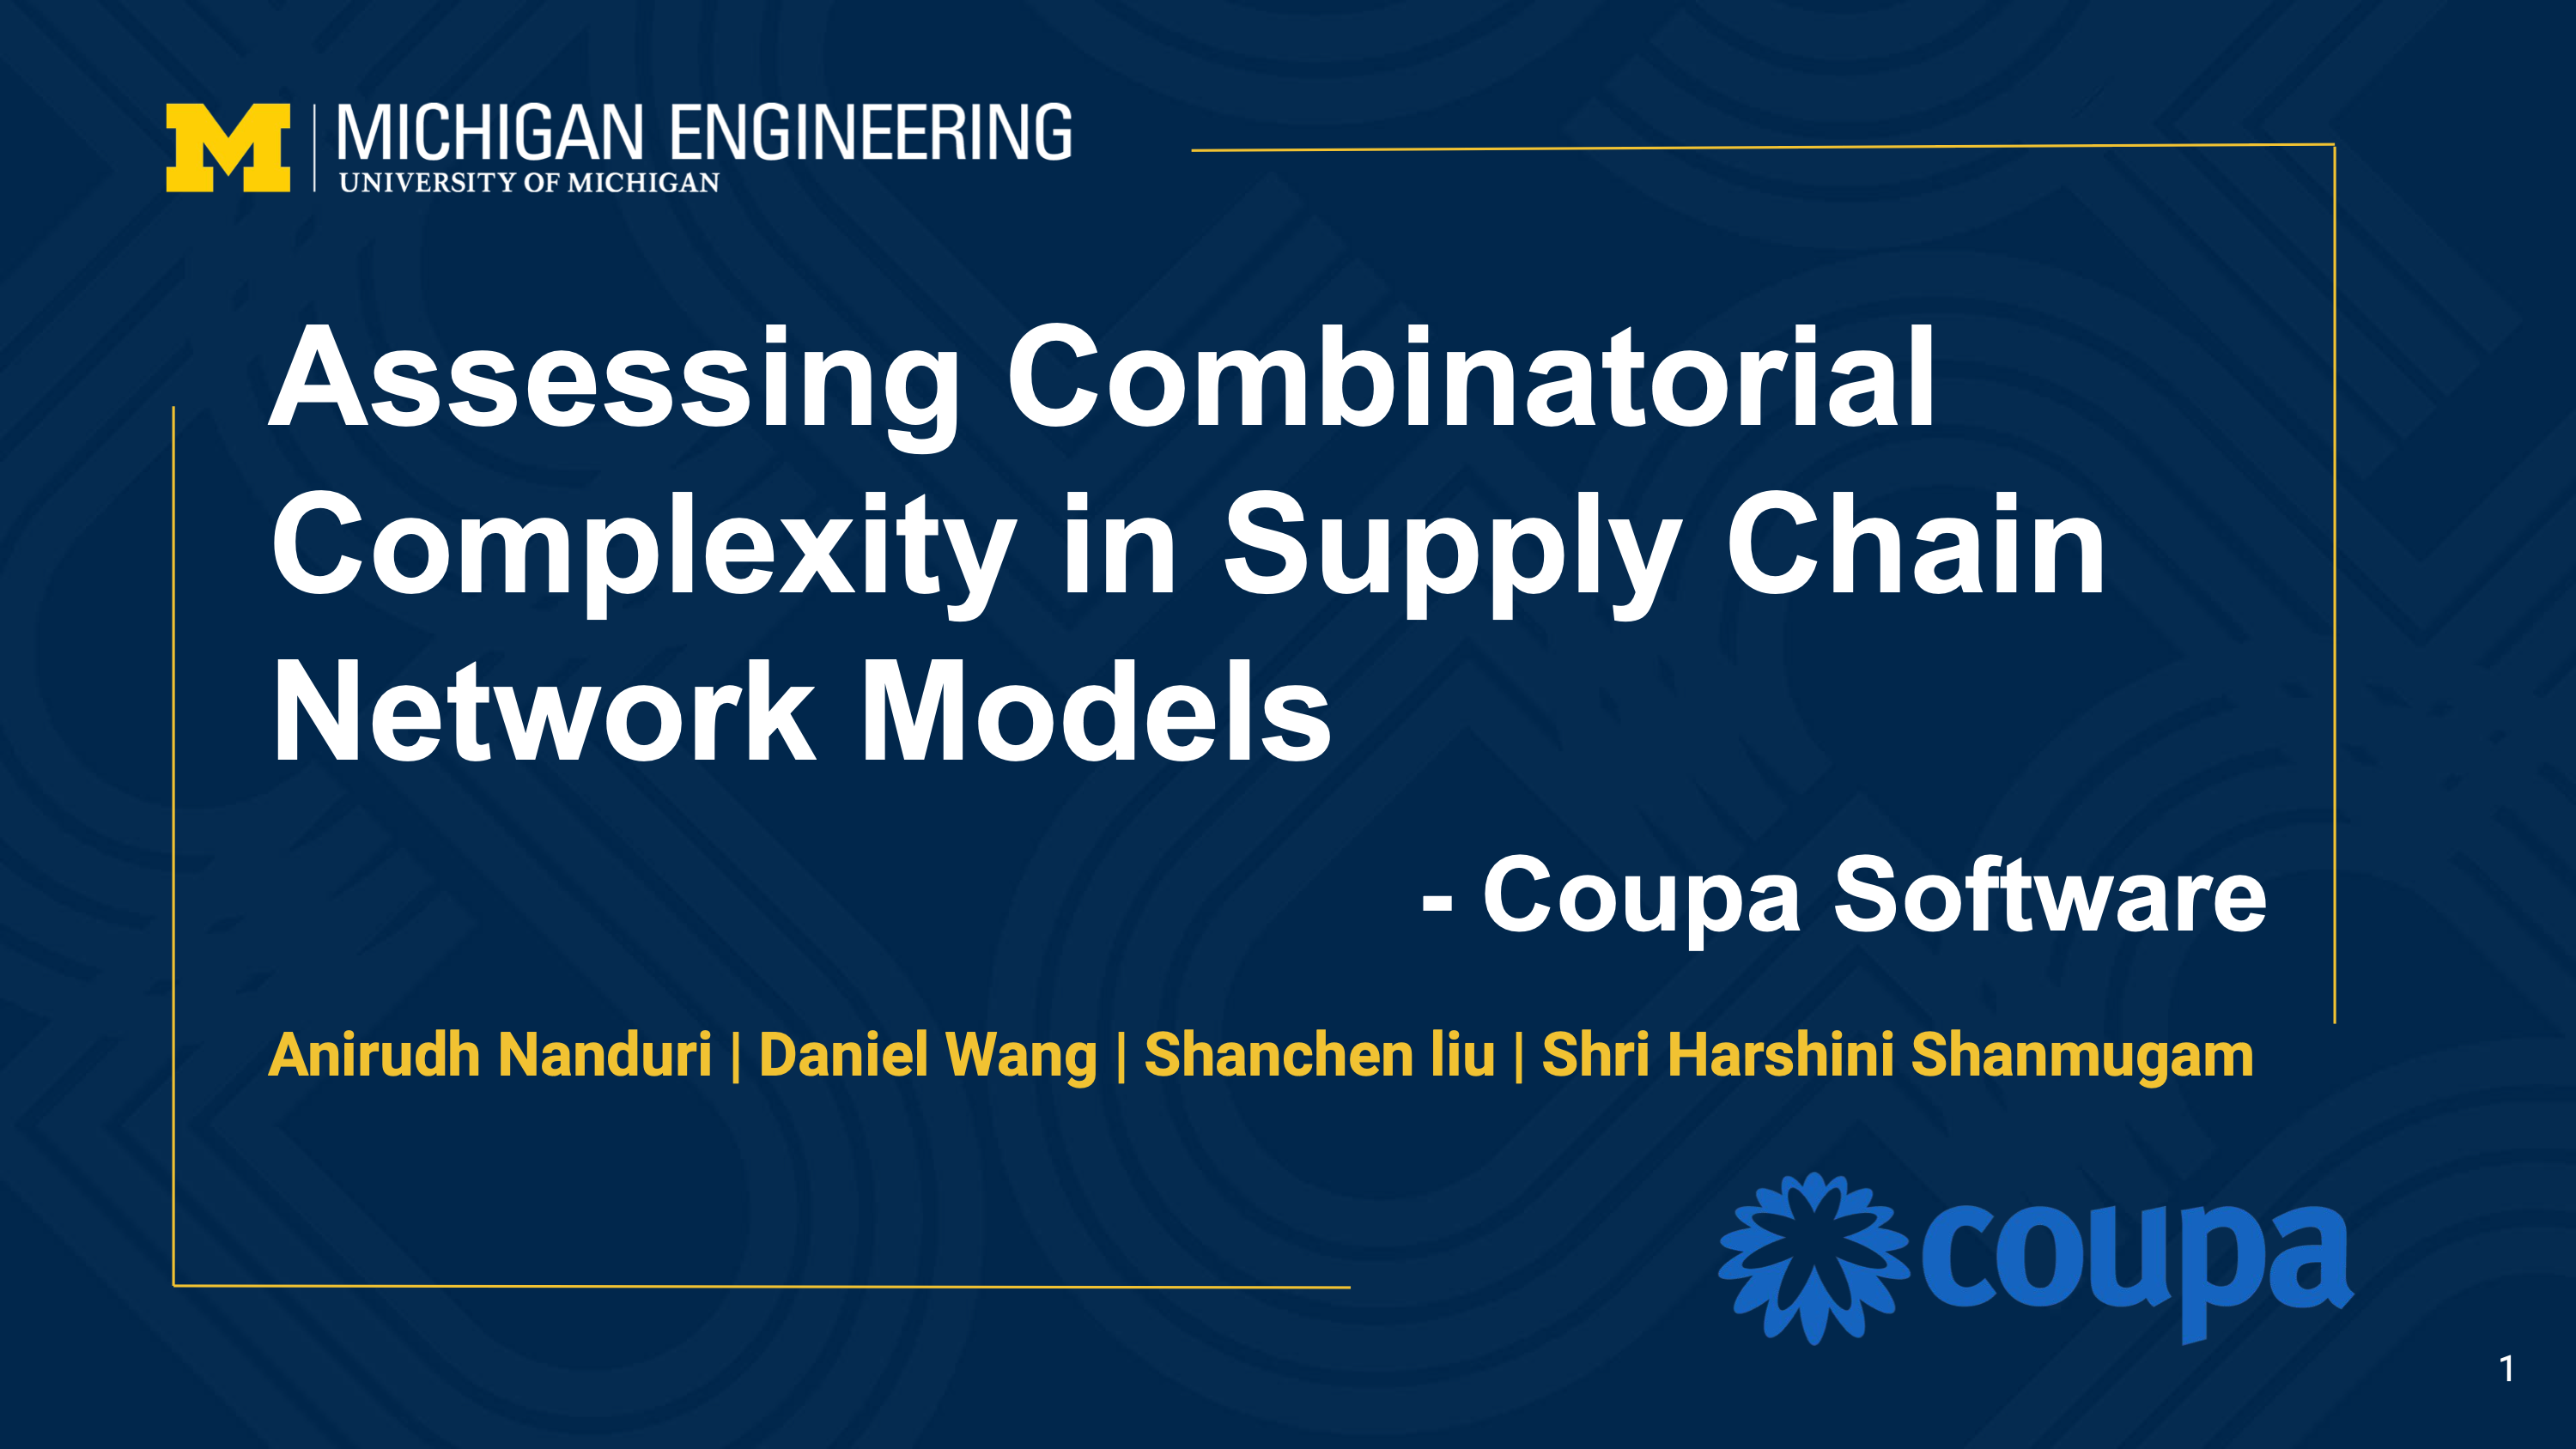 M
MICHIGAN ENGINEERING
UNIVERSITY OF MICHIGAN
Assessing Combinatorial
Complexity in Supply Chain
Network Models
- Coupa Software
Anirudh Nanduri | Daniel Wang | Shanchen liu | Shri Harshini Shanmugam
coupa
1